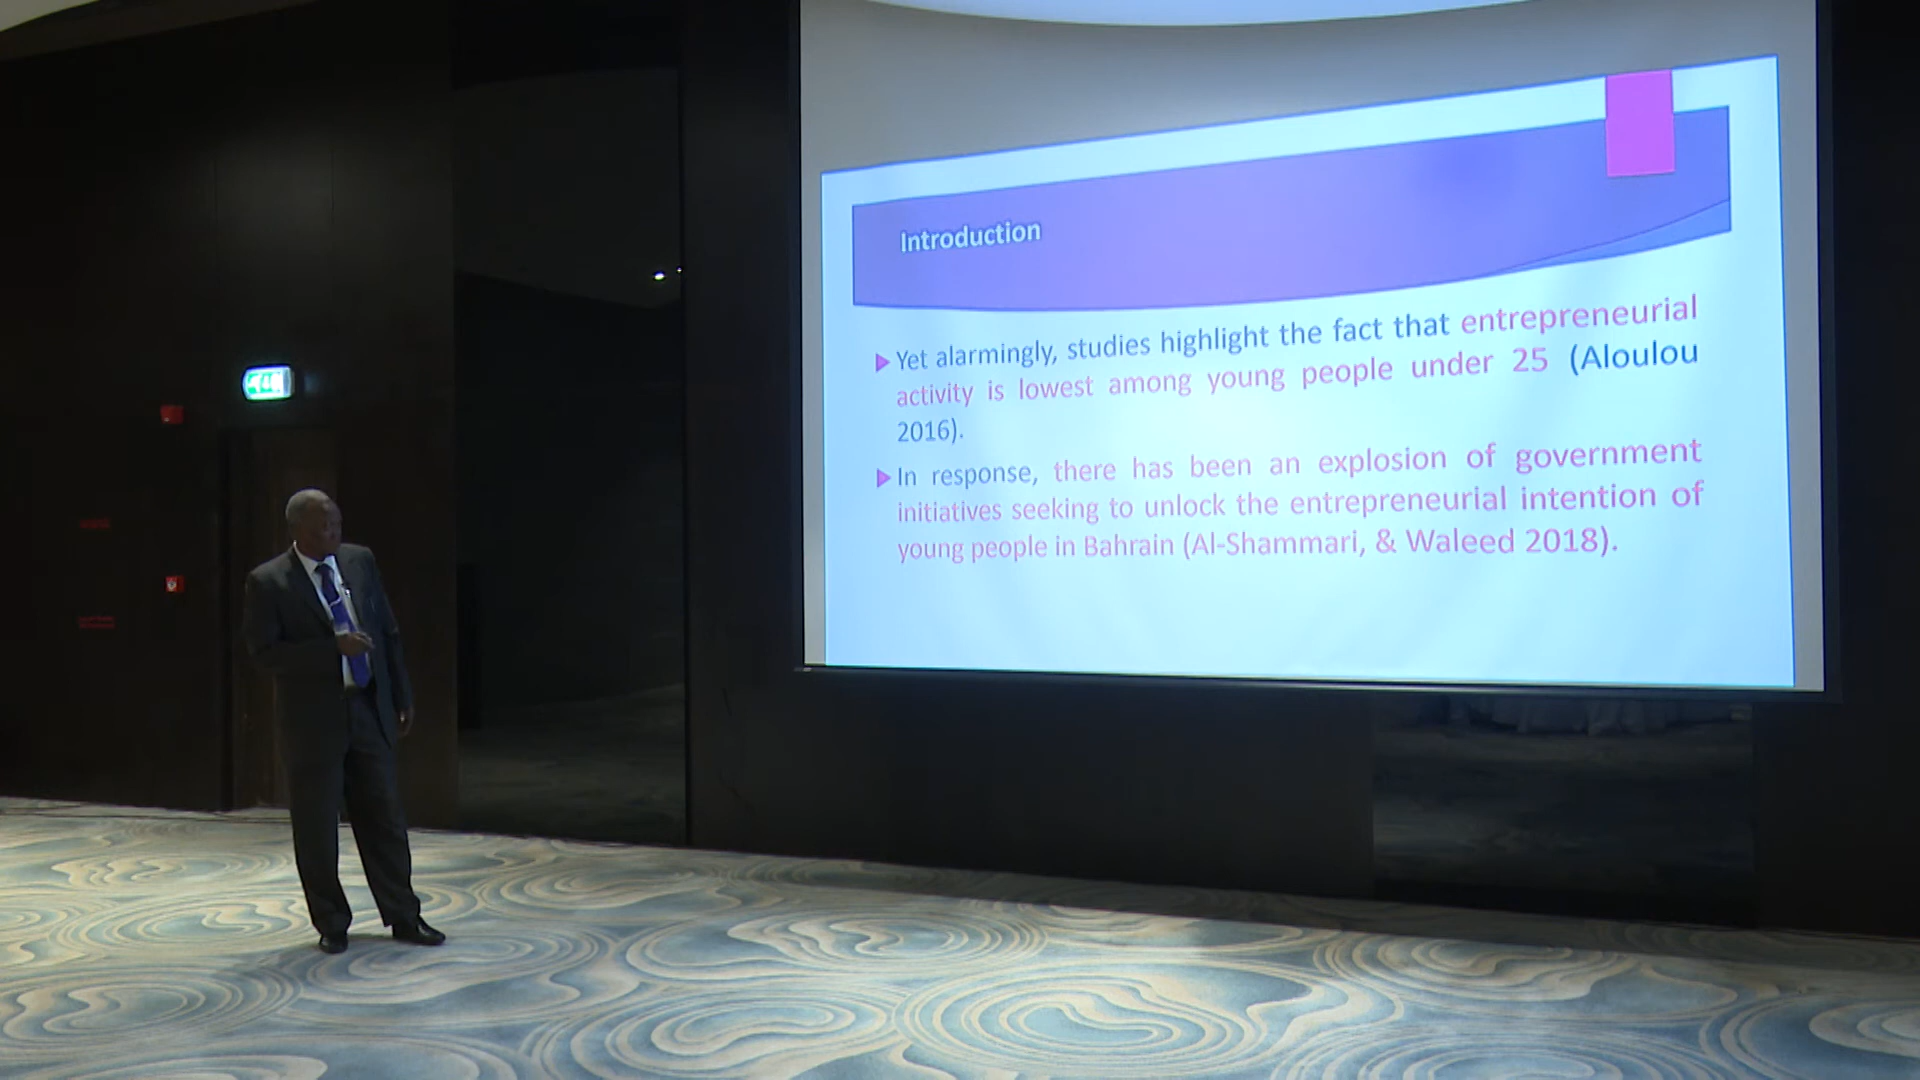 Introduction
Yet alarmingly, studies highlight the fact that entrepreneurial
activity is lowest among young people under 25 (Aloulou
2016).
In response, there has been an explosion of government
initiatives seeking to unlock the entrepreneurial intention of
young people in Bahrain (Al-Shammari, & Waleed 2018).